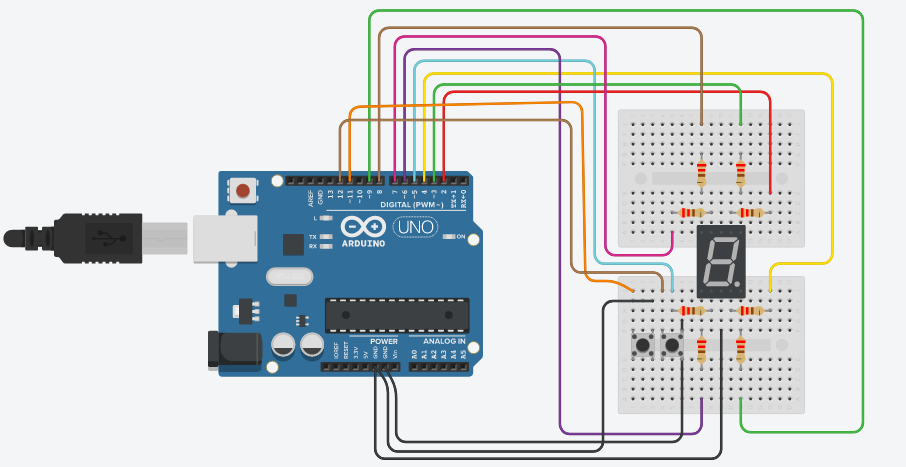 AREF
GND
13
12
~11
~10
~9
8
7
~6
~5
4
~3
2
TX→1
RX←0
DIGITAL (PWM~)
L
TX
RX
ARDUINO
UNO
ON
POWER
ANALOG IN
IOREF
RESET
3.3V
5V
GND
GND
Vin
A0
A1
A2
A3
A4
A5